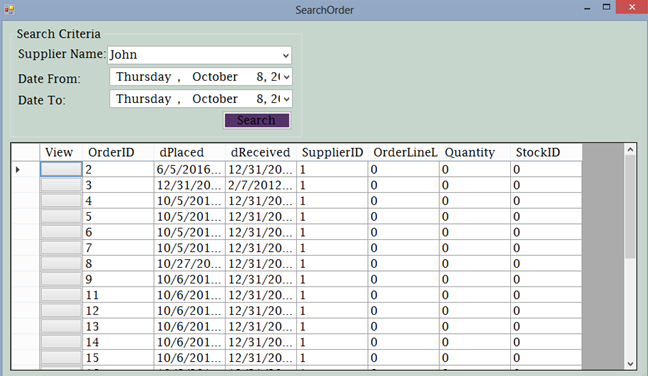 SearchOrder
Search Criteria
Supplier Name: John
Date From: Thursday , October 8, 20
Date To: Thursday , October 8, 20
Search
View OrderID dPlaced dReceived SupplierID OrderLineL Quantity StockID
2 6/5/2016... 12/31/20... 1 0 0 0
3 12/31/20... 2/7/2012... 1 0 0 0
4 10/5/201... 12/31/20... 1 0 0 0
5 10/5/201... 12/31/20... 1 0 0 0
6 10/5/201... 12/31/20... 1 0 0 0
7 10/5/201... 12/31/20... 1 0 0 0
8 10/27/20... 12/31/20... 1 0 0 0
9 10/6/201... 12/31/20... 1 0 0 0
11 10/6/201... 12/31/20... 1 0 0 0
12 10/6/201... 12/31/20... 1 0 0 0
13 10/6/201... 12/31/20... 1 0 0 0
14 10/6/201... 12/31/20... 1 0 0 0
15 10/6/201... 12/31/20... 1 0 0 0